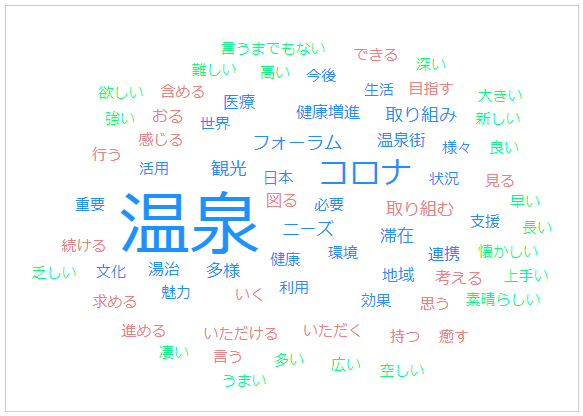 言うまでもない できる
難しい 高い 今後 深い
欲しい 含める 医療 生活 目指す 大きい
強い おる 世界 健康増進 取り組み 新しい
感じる フォーラム 温泉街 様々 良い
行う 活用 観光 日本 コロナ 状況 見る
重要 温泉 図る 必要 取り組む 早い
続ける ニーズ 滞在 支援 長い
乏しい 文化 湯治 多様 健康 環境 連携 懐かしい
魅力 利用 地域 考える 上手い
求める いく 効果 思う 素晴らしい
進める いただける いただく 持つ 癒す
凄い 言う 多い 広い 空しい
うまい